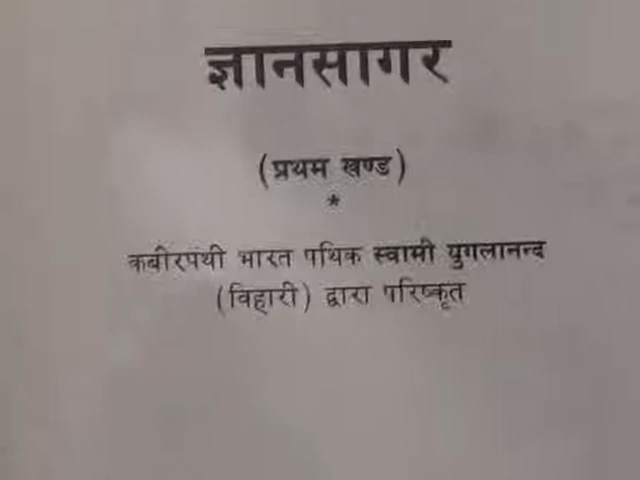 ज्ञानसागर
(प्रथम खण्ड)
*
कबीरपंथी भारत पथिक स्वामी युगलानन्द
(विहारी) द्वारा परिष्कृत